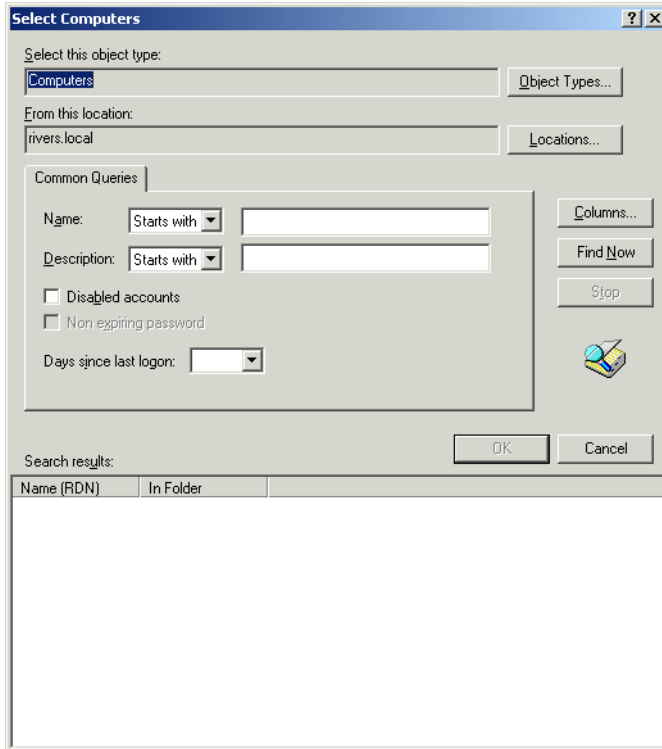 Select Computers
Select this object type:
Computers
Object Types...
From this location:
rivers.local
Locations...
Common Queries
Name: Starts with
Columns...
Description: Starts with
Find Now
Disabled accounts
Stop
Non expiring password
Days since last logon:
OK Cancel
Search results:
Name (RDN) In Folder